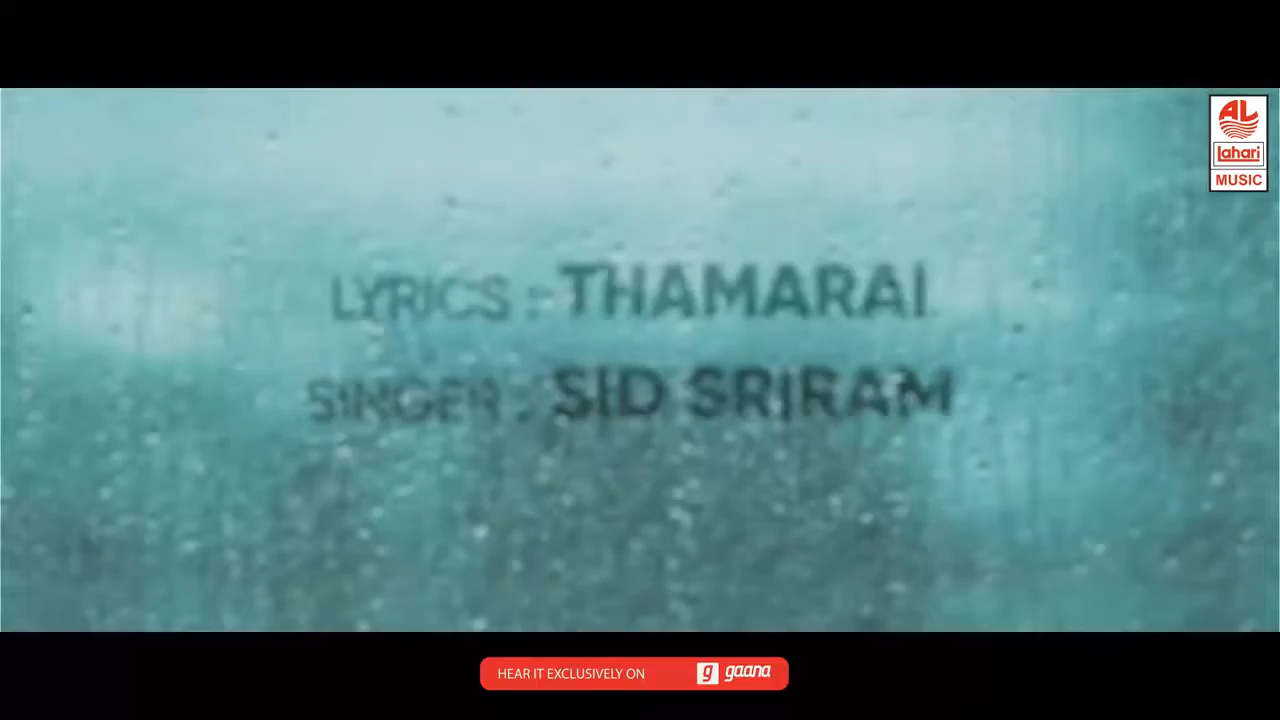 AL
Lahari
MUSIC
LYRICS : THAMARAI
SINGER : SID SRIRAM
HEAR IT EXCLUSIVELY ON g gaana